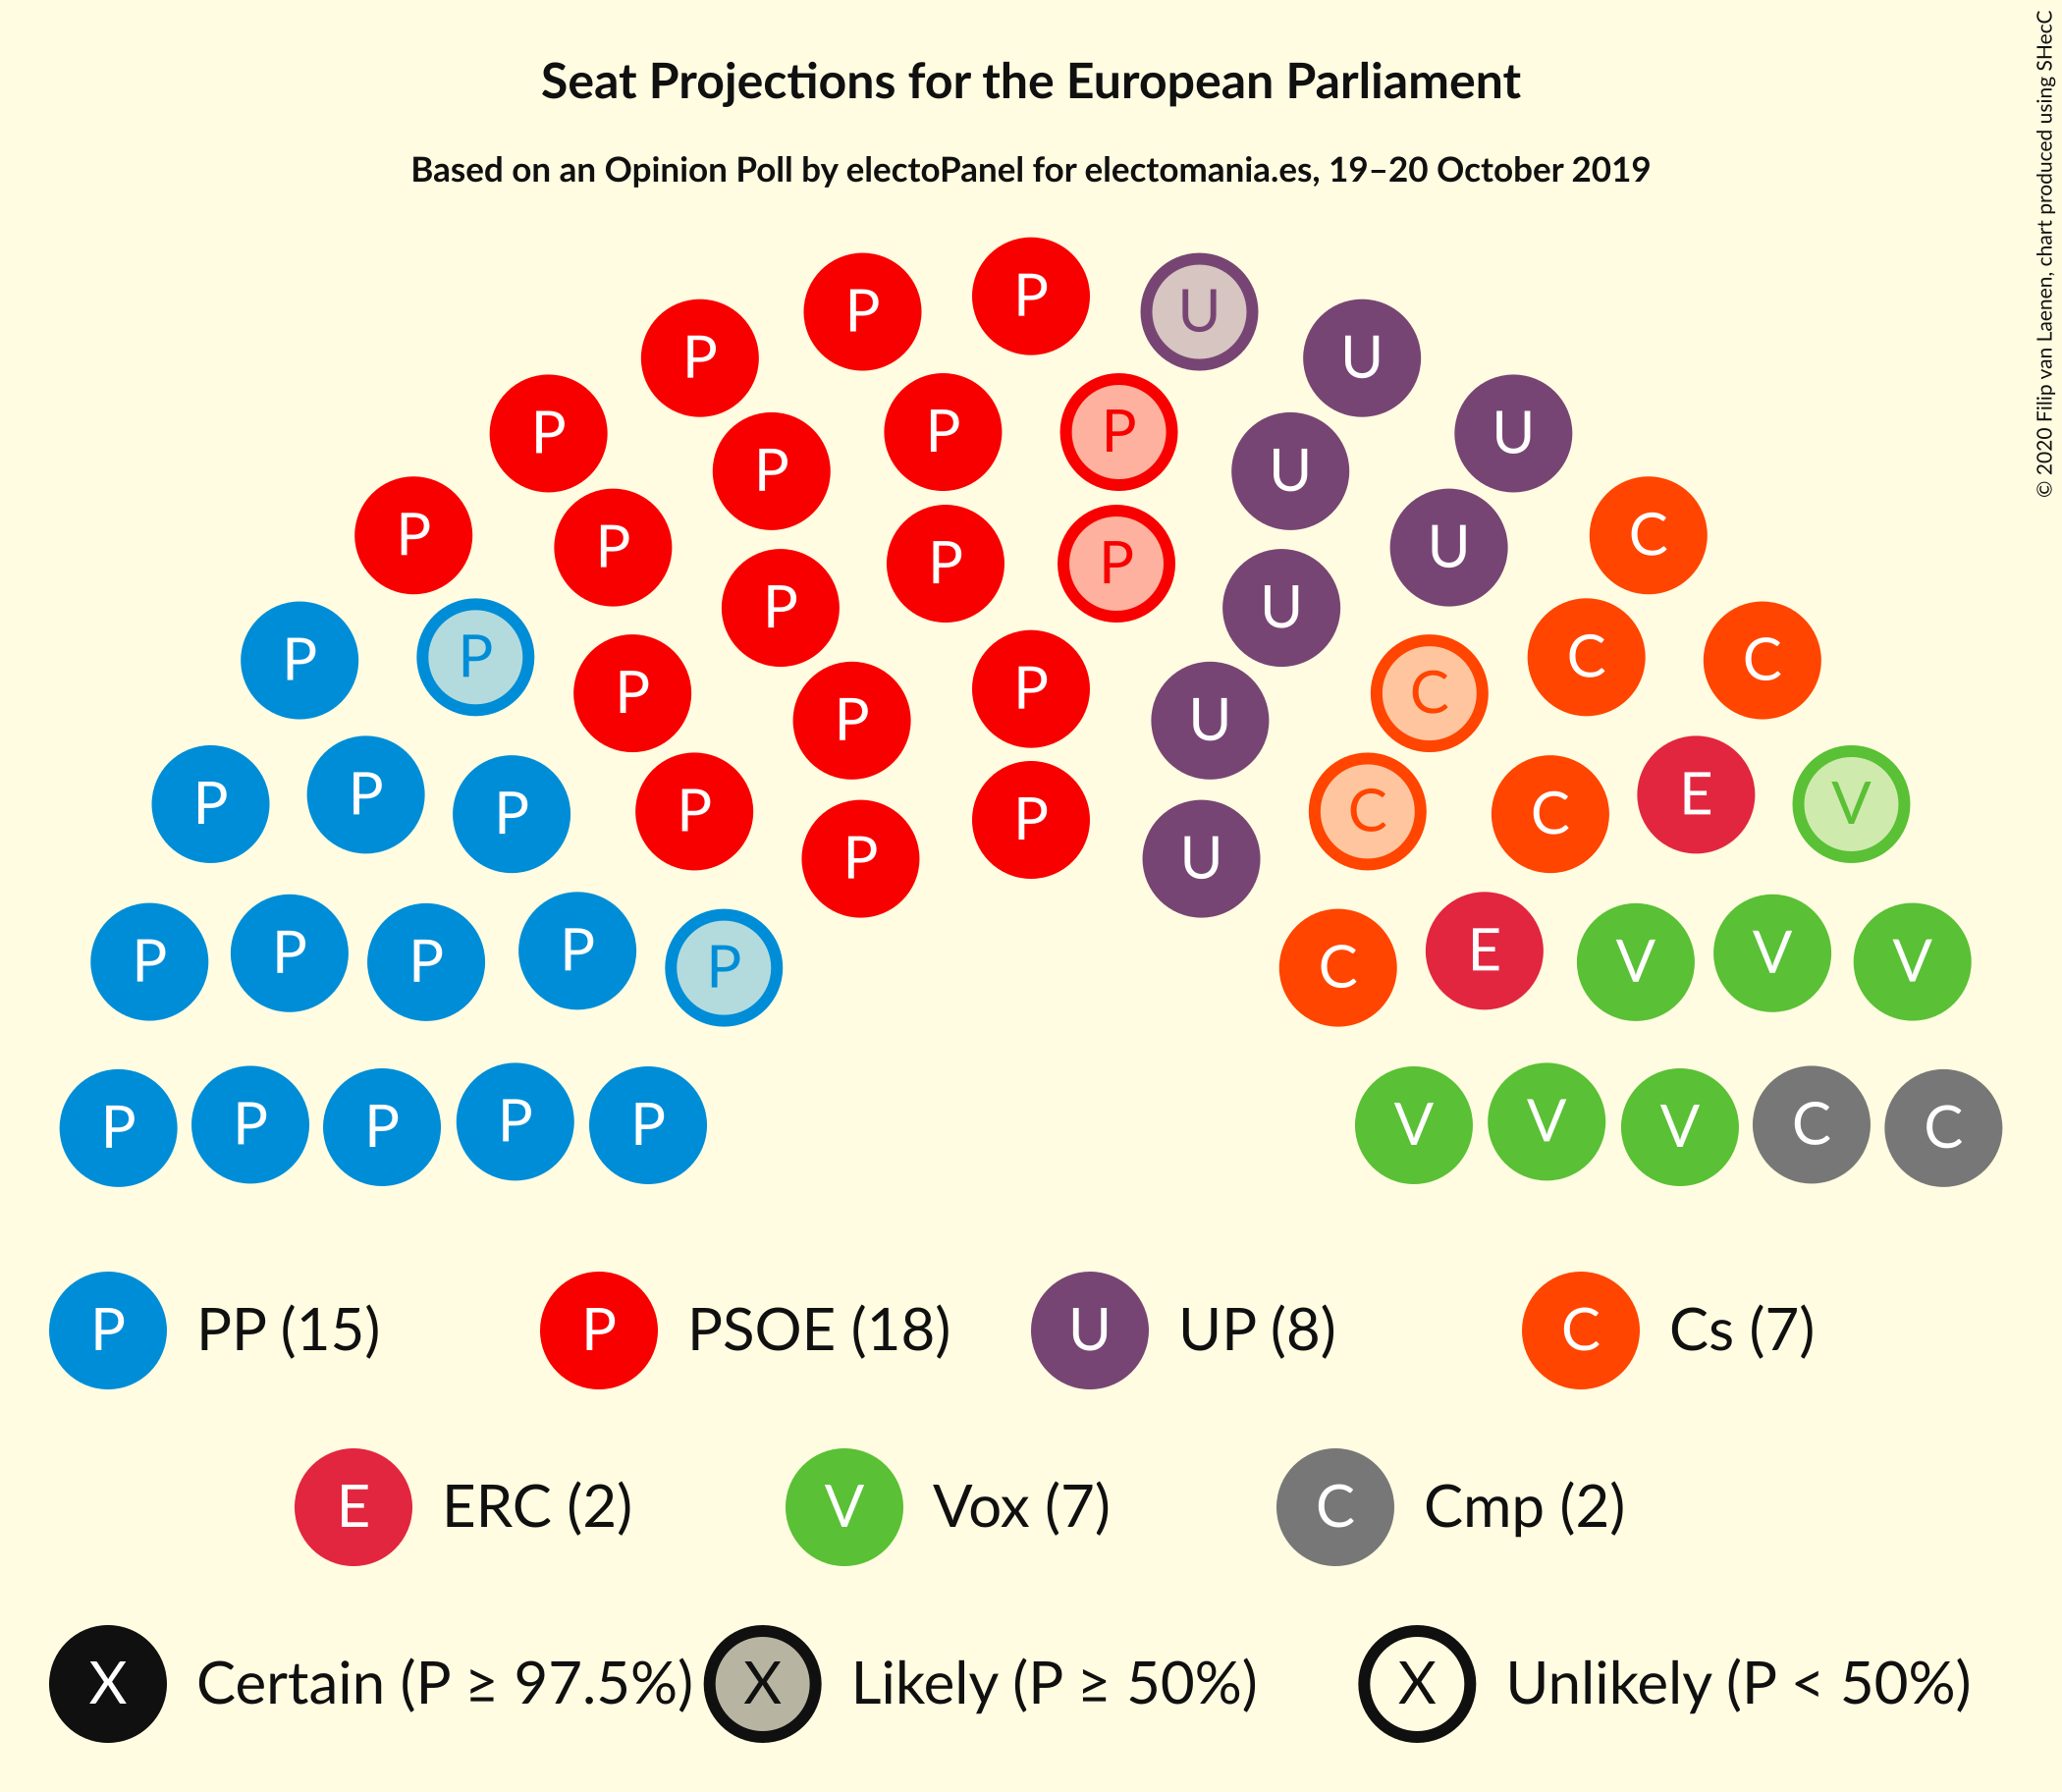 © 2020 Filip van Laenen, chart produced using SHecC
Seat Projections for the European Parliament
Based on an Opinion Poll by electoPanel for electomania.es, 19–20 October 2019
P
P U
P U
P P P U
P U
P C
P U
P P
P U
P P C C
P P C
P U
P P P P P C C E V
P U
P P P P P C E V V V
P P P P P V V V C C
P PP (15) P PSOE (18) U UP (8) C Cs (7)
E ERC (2) V Vox (7) C Cmp (2)
X Certain (P ≥ 97.5%) X Likely (P ≥ 50%) X Unlikely (P < 50%)